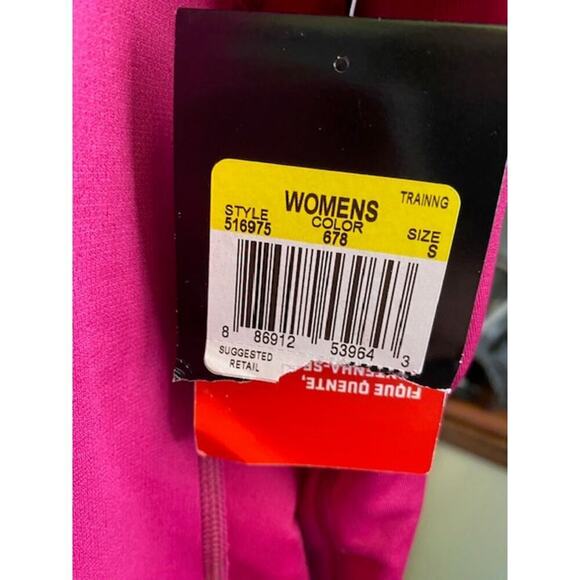 WOMENS TRAINNG
STYLE COLOR SIZE
516975 678 S
8 86912 53964 3
SUGGESTED
RETAIL
FIQUE QUENTE,